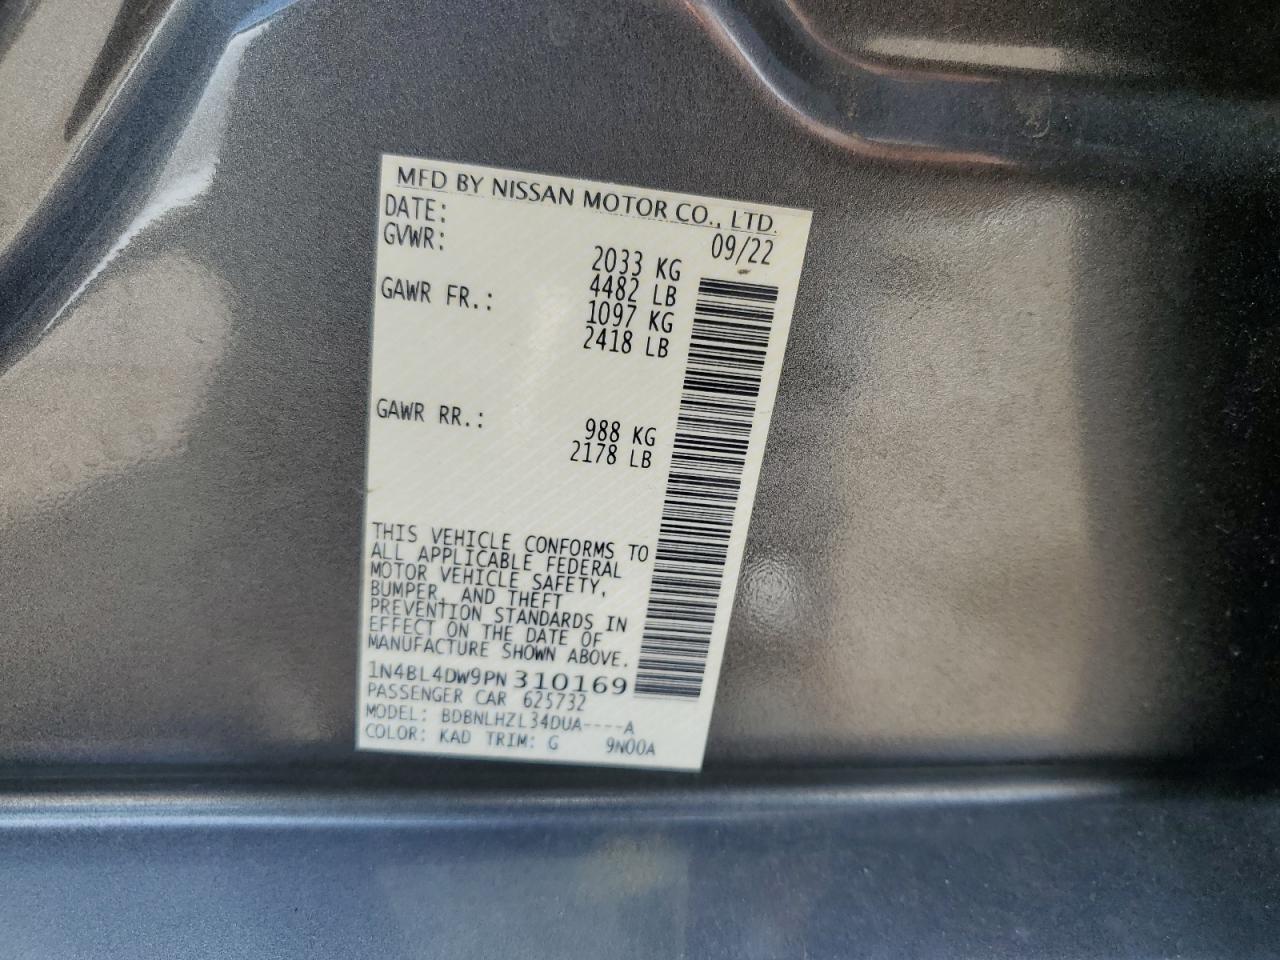 MFD BY NISSAN MOTOR CO., LTD.
DATE: 09/22
GVWR: 2033 KG
4482 LB
GAWR FR.: 1097 KG
2418 LB
GAWR RR.: 988 KG
2178 LB
THIS VEHICLE CONFORMS TO
ALL APPLICABLE FEDERAL
MOTOR VEHICLE SAFETY,
BUMPER, AND THEFT
PREVENTION STANDARDS IN
EFFECT ON THE DATE OF
MANUFACTURE SHOWN ABOVE.
1N4BL4DW9PN310169
PASSENGER CAR 625732
MODEL: BDBNLHZL34DUA----A
COLOR: KAD TRIM: G 9N00A